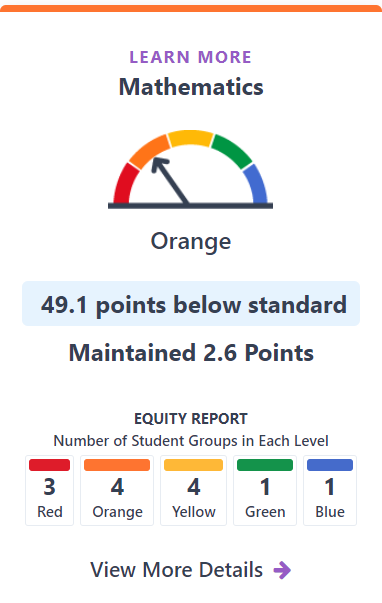 LEARN MORE
Mathematics
Orange
49.1 points below standard
Maintained 2.6 Points
EQUITY REPORT
Number of Student Groups in Each Level
3 4 4 1 1
Red Orange Yellow Green Blue
View More Details